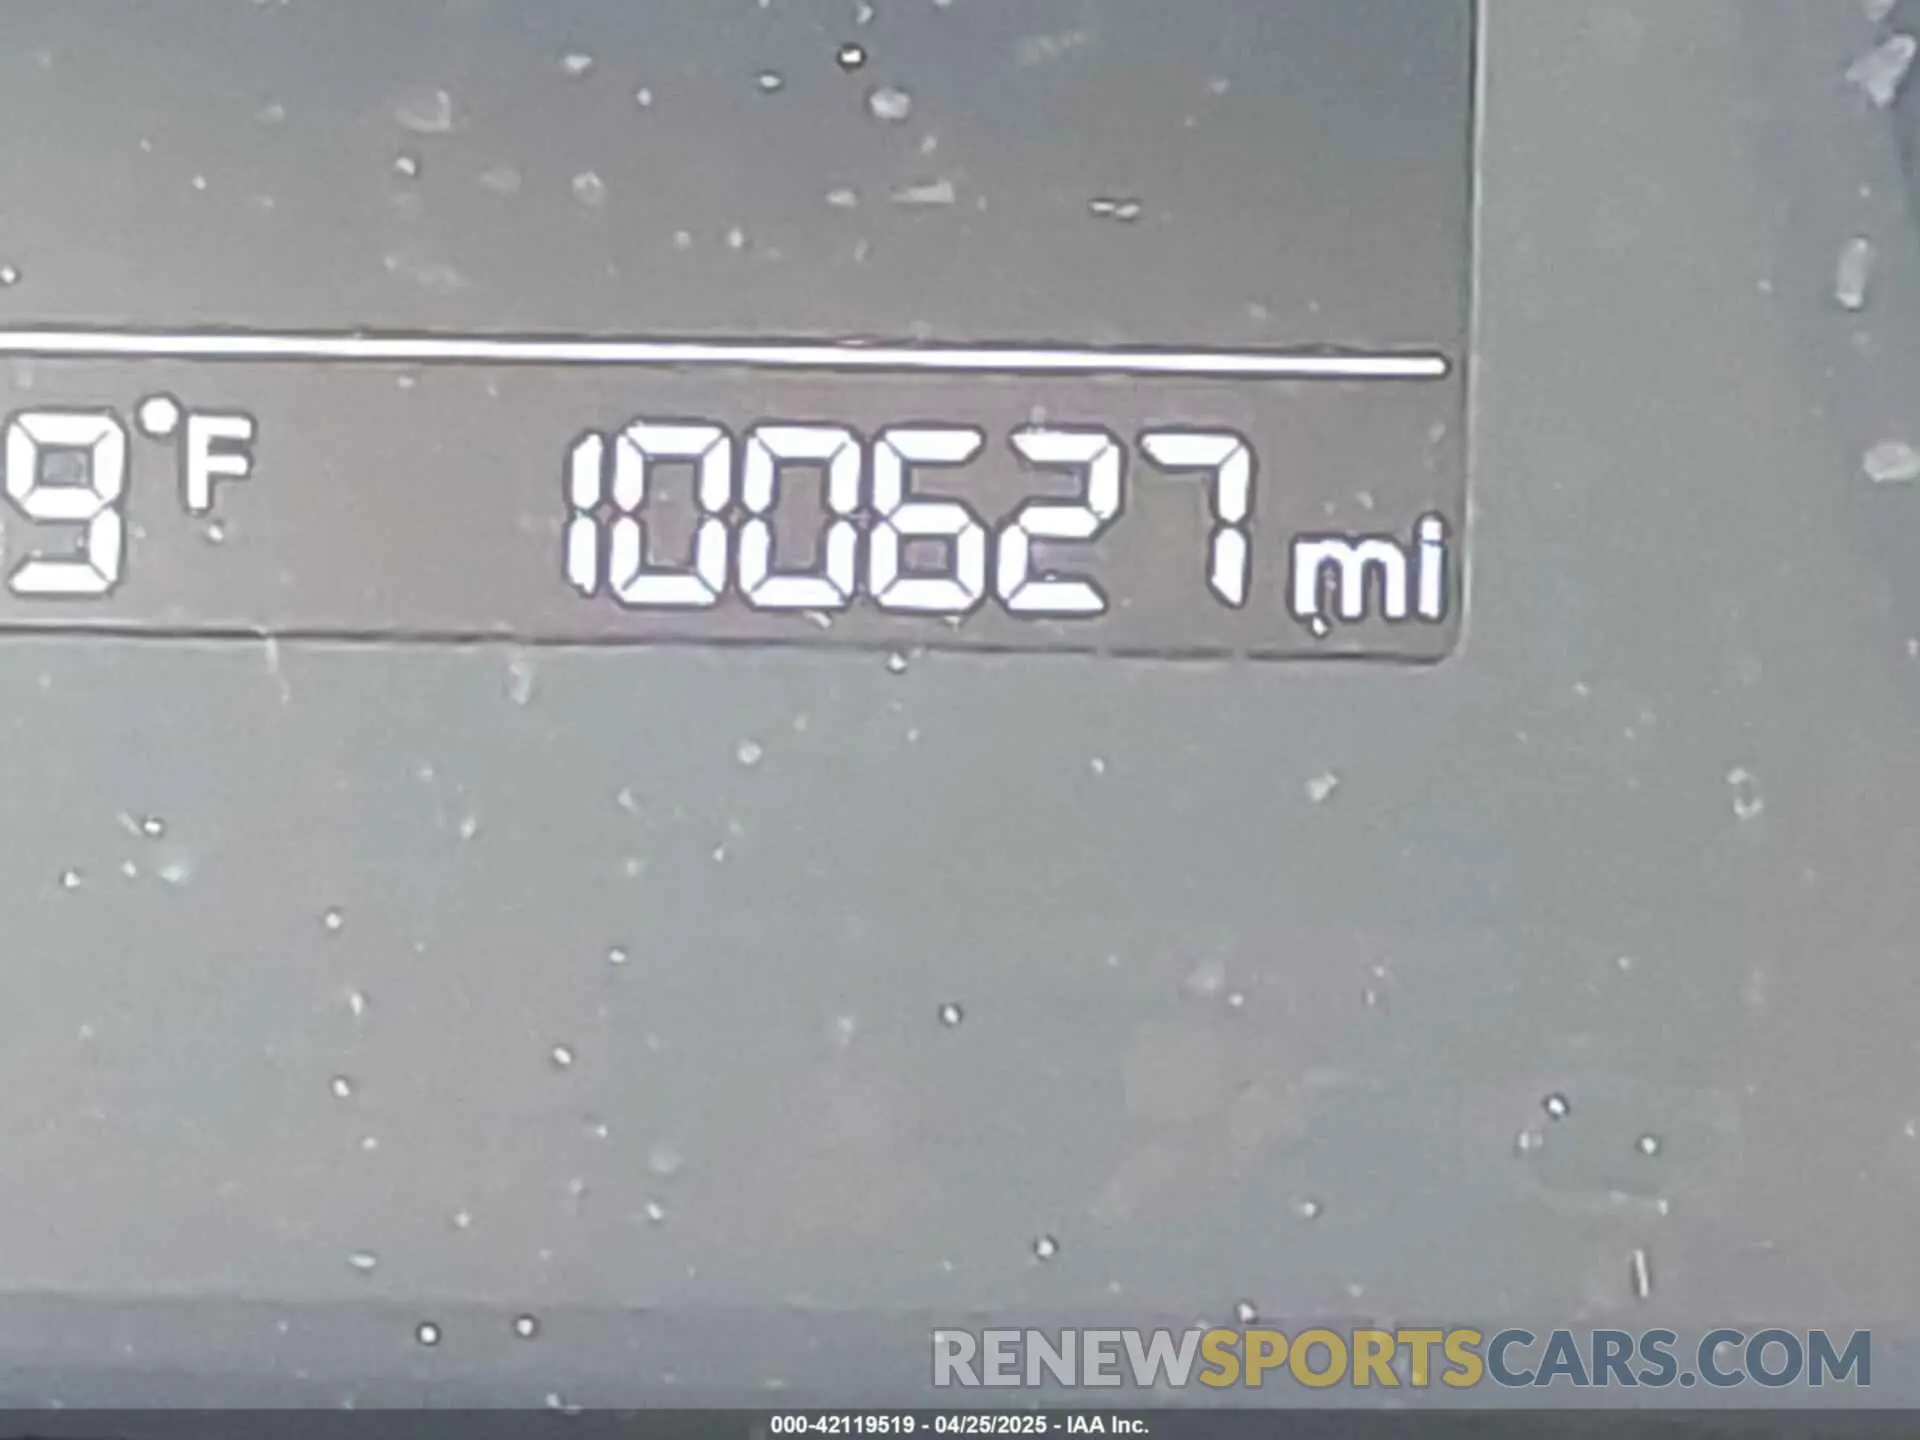 9°F 100627 mi
RENEWSPORTSCARS.COM
000-42119519 - 04/25/2025 - IAA Inc.